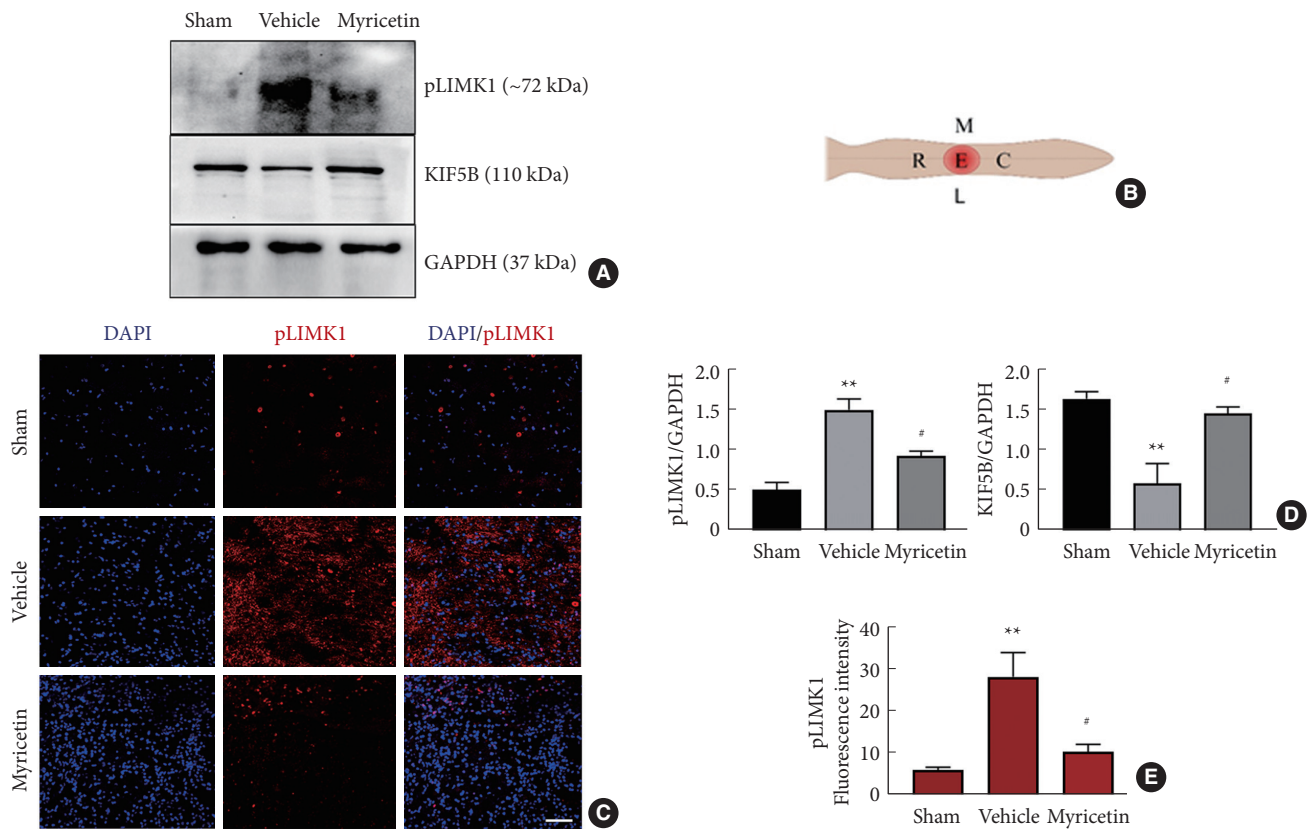 Sham Vehicle Myricetin
pLIMK1 (~72 kDa)
KIF5B (110 kDa)
GAPDH (37 kDa)
A
M
R E C
L
B
DAPI pLIMK1 DAPI/pLIMK1
Sham
Vehicle
Myricetin
C
pLIMK1/GAPDH
2.0
1.5
1.0
0.5
0
**
#
Sham Vehicle Myricetin
KIF5B/GAPDH
2.0
1.5
1.0
0.5
0
**
#
Sham Vehicle Myricetin
D
pLIMK1
Fluorescence intensity
40
30
20
10
0
**
#
Sham Vehicle Myricetin
E